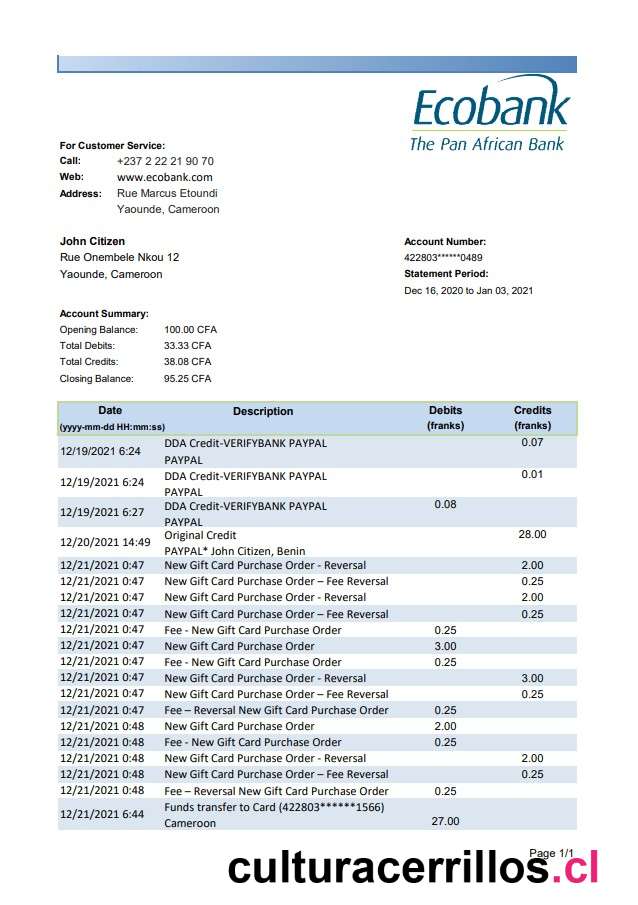 Ecobank
The Pan African Bank
For Customer Service:
Call: +237 2 22 21 90 70
Web: www.ecobank.com
Address: Rue Marcus Etoundi
Yaounde, Cameroon
John Citizen
Rue Onembele Nkou 12
Yaounde, Cameroon
Account Number:
422803******0489
Statement Period:
Dec 16, 2020 to Jan 03, 2021
Account Summary:
Opening Balance: 100.00 CFA
Total Debits: 33.33 CFA
Total Credits: 38.08 CFA
Closing Balance: 95.25 CFA
Date Description Debits Credits
(yyyy-mm-dd HH:mm:ss) (franks) (franks)
12/19/2021 6:24 DDA Credit-VERIFYBANK PAYPAL 0.07
PAYPAL
12/19/2021 6:24 DDA Credit-VERIFYBANK PAYPAL 0.01
PAYPAL
12/19/2021 6:27 DDA Credit-VERIFYBANK PAYPAL 0.08
PAYPAL
12/20/2021 14:49 Original Credit 28.00
PAYPAL* John Citizen, Benin
12/21/2021 0:47 New Gift Card Purchase Order - Reversal 2.00
12/21/2021 0:47 New Gift Card Purchase Order – Fee Reversal 0.25
12/21/2021 0:47 New Gift Card Purchase Order - Reversal 2.00
12/21/2021 0:47 New Gift Card Purchase Order – Fee Reversal 0.25
12/21/2021 0:47 Fee - New Gift Card Purchase Order 0.25
12/21/2021 0:47 New Gift Card Purchase Order 3.00
12/21/2021 0:47 Fee - New Gift Card Purchase Order 0.25
12/21/2021 0:47 New Gift Card Purchase Order - Reversal 3.00
12/21/2021 0:47 New Gift Card Purchase Order – Fee Reversal 0.25
12/21/2021 0:47 Fee – Reversal New Gift Card Purchase Order 0.25
12/21/2021 0:48 New Gift Card Purchase Order 2.00
12/21/2021 0:48 Fee - New Gift Card Purchase Order 0.25
12/21/2021 0:48 New Gift Card Purchase Order - Reversal 2.00
12/21/2021 0:48 New Gift Card Purchase Order – Fee Reversal 0.25
12/21/2021 0:48 Fee – Reversal New Gift Card Purchase Order 0.25
12/21/2021 6:44 Funds transfer to Card (422803******1566)
Cameroon 27.00
Page 1/1
culturacerrillos.cl